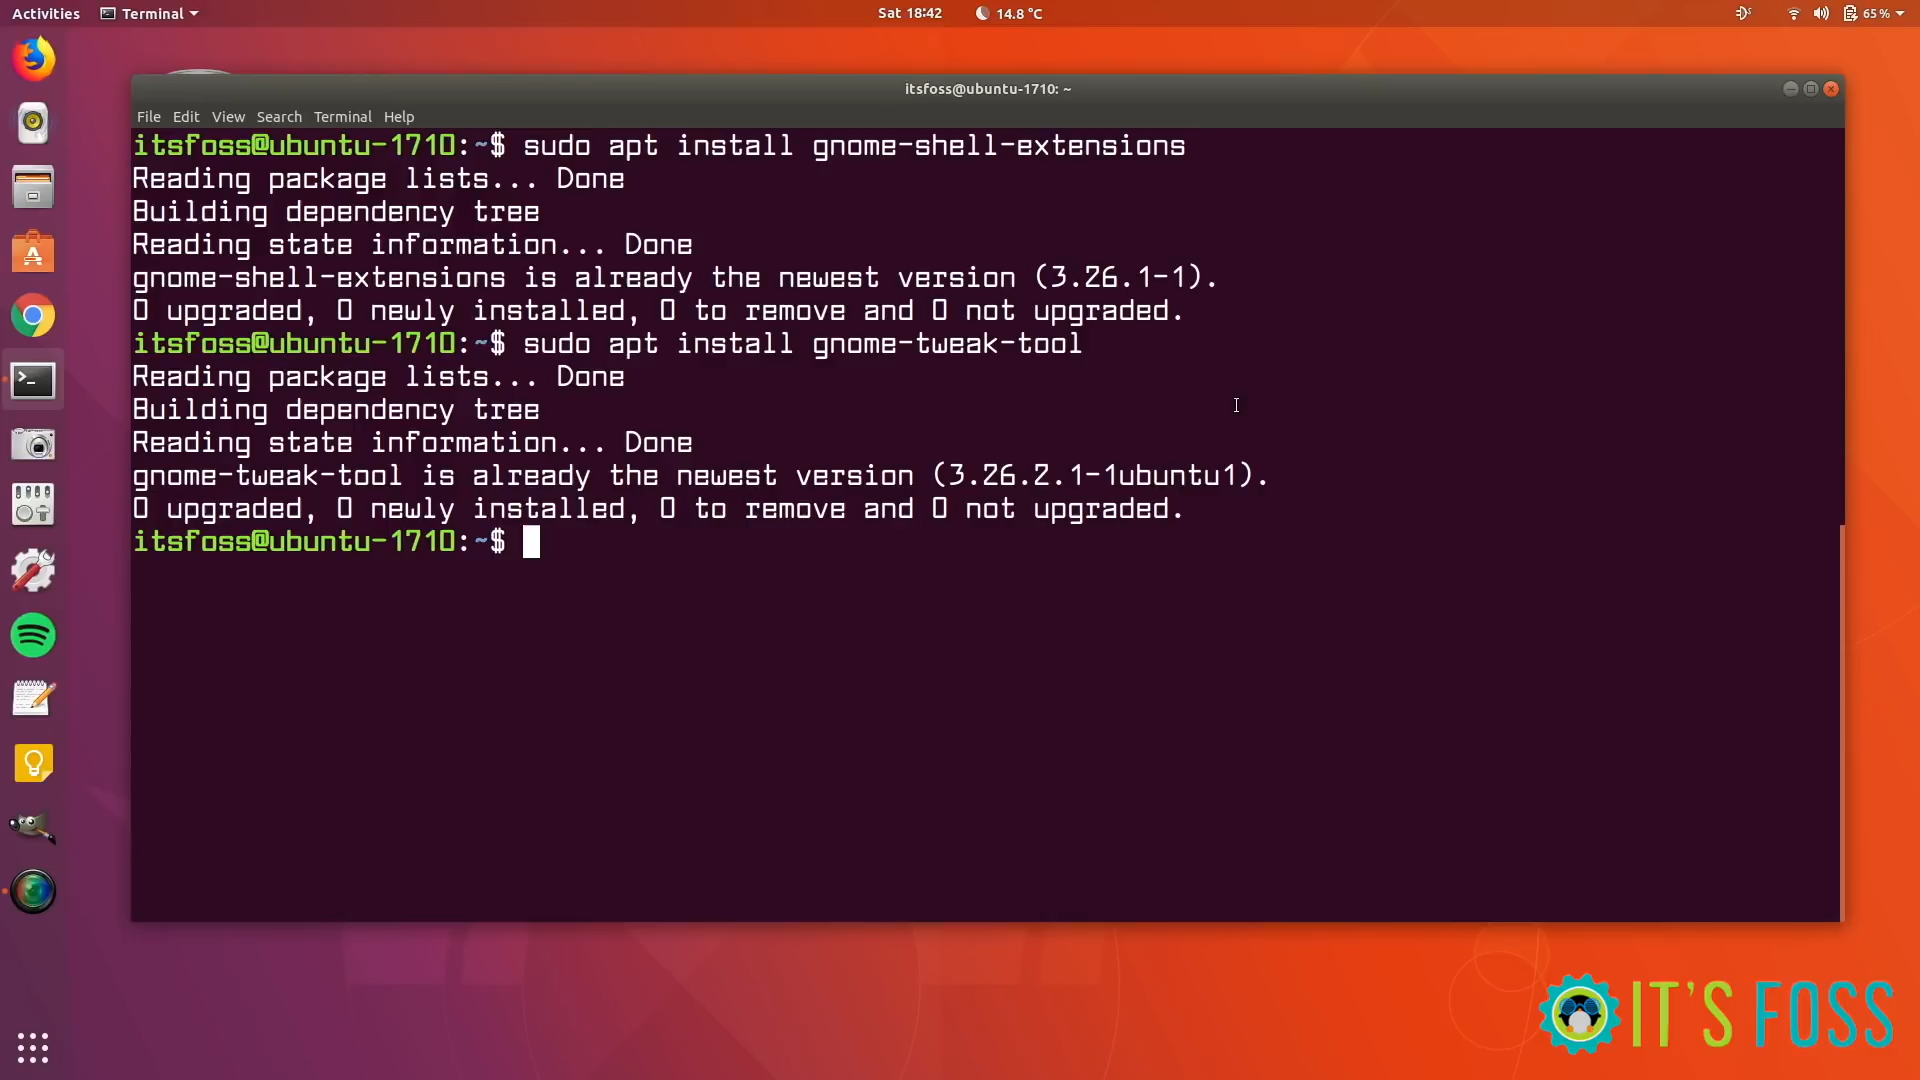 Activities Terminal Sat 18:42 14.8 °C 65%
itsfoss@ubuntu-1710: ~
File Edit View Search Terminal Help
itsfoss@ubuntu-1710:~$ sudo apt install gnome-shell-extensions
Reading package lists... Done
Building dependency tree
Reading state information... Done
gnome-shell-extensions is already the newest version (3.26.1-1).
0 upgraded, 0 newly installed, 0 to remove and 0 not upgraded.
itsfoss@ubuntu-1710:~$ sudo apt install gnome-tweak-tool
Reading package lists... Done
Building dependency tree
Reading state information... Done
gnome-tweak-tool is already the newest version (3.26.2.1-1ubuntu1).
0 upgraded, 0 newly installed, 0 to remove and 0 not upgraded.
itsfoss@ubuntu-1710:~$
IT'S FOSS